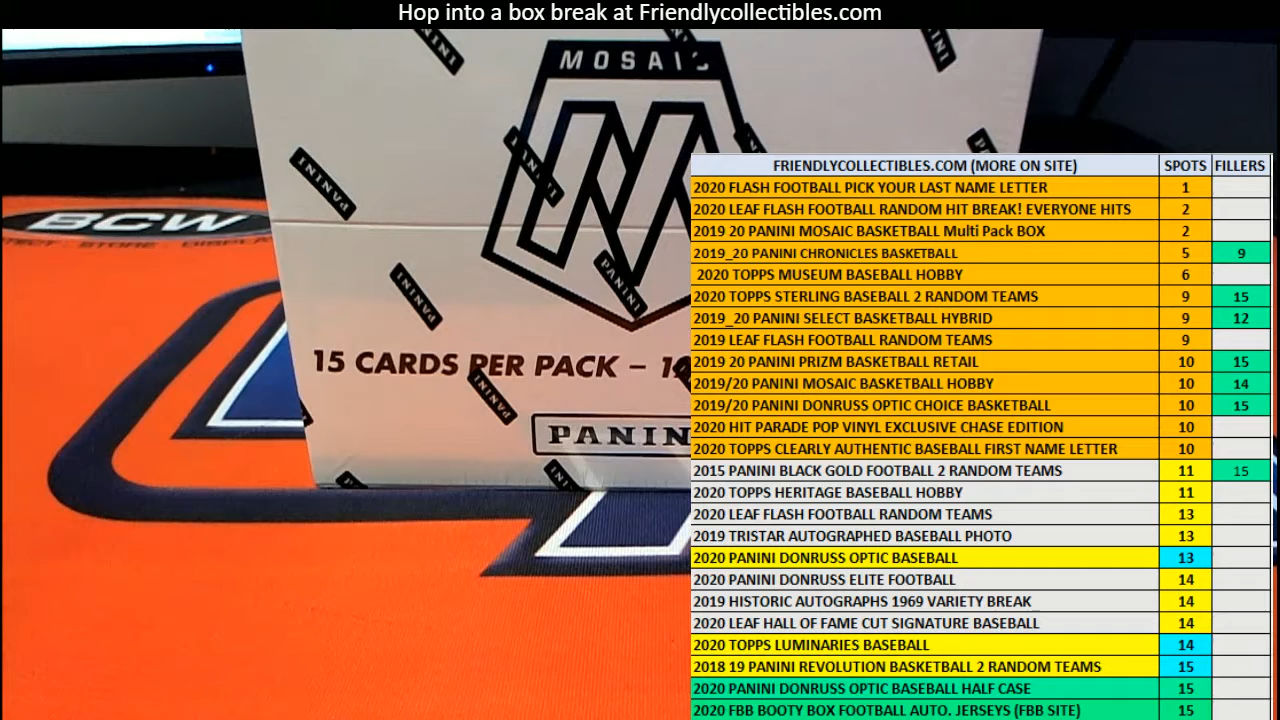 Hop into a box break at Friendlycollectibles.com
MOSAIC
PANINI
PANINI
PANINI
PANINI
PANINI
PANINI
15 CARDS PER PACK –
PANINI
BCW
FRIENDLYCOLLECTIBLES.COM (MORE ON SITE) SPOTS FILLERS
2020 FLASH FOOTBALL PICK YOUR LAST NAME LETTER 1
2020 LEAF FLASH FOOTBALL RANDOM HIT BREAK! EVERYONE HITS 2
2019 20 PANINI MOSAIC BASKETBALL Multi Pack BOX 2
2019_20 PANINI CHRONICLES BASKETBALL 5 9
2020 TOPPS MUSEUM BASEBALL HOBBY 6
2020 TOPPS STERLING BASEBALL 2 RANDOM TEAMS 9 15
2019_20 PANINI SELECT BASKETBALL HYBRID 9 12
2019 LEAF FLASH FOOTBALL RANDOM TEAMS 9
2019 20 PANINI PRIZM BASKETBALL RETAIL 10 15
2019/20 PANINI MOSAIC BASKETBALL HOBBY 10 14
2019/20 PANINI DONRUSS OPTIC CHOICE BASKETBALL 10 15
2020 HIT PARADE POP VINYL EXCLUSIVE CHASE EDITION 10
2020 TOPPS CLEARLY AUTHENTIC BASEBALL FIRST NAME LETTER 10
2015 PANINI BLACK GOLD FOOTBALL 2 RANDOM TEAMS 11 15
2020 TOPPS HERITAGE BASEBALL HOBBY 11
2020 LEAF FLASH FOOTBALL RANDOM TEAMS 13
2019 TRISTAR AUTOGRAPHED BASEBALL PHOTO 13
2020 PANINI DONRUSS OPTIC BASEBALL 13
2020 PANINI DONRUSS ELITE FOOTBALL 14
2019 HISTORIC AUTOGRAPHS 1969 VARIETY BREAK 14
2020 LEAF HALL OF FAME CUT SIGNATURE BASEBALL 14
2020 TOPPS LUMINARIES BASEBALL 14
2018 19 PANINI REVOLUTION BASKETBALL 2 RANDOM TEAMS 15
2020 PANINI DONRUSS OPTIC BASEBALL HALF CASE 15
2020 FBB BOOTY BOX FOOTBALL AUTO. JERSEYS (FBB SITE) 15